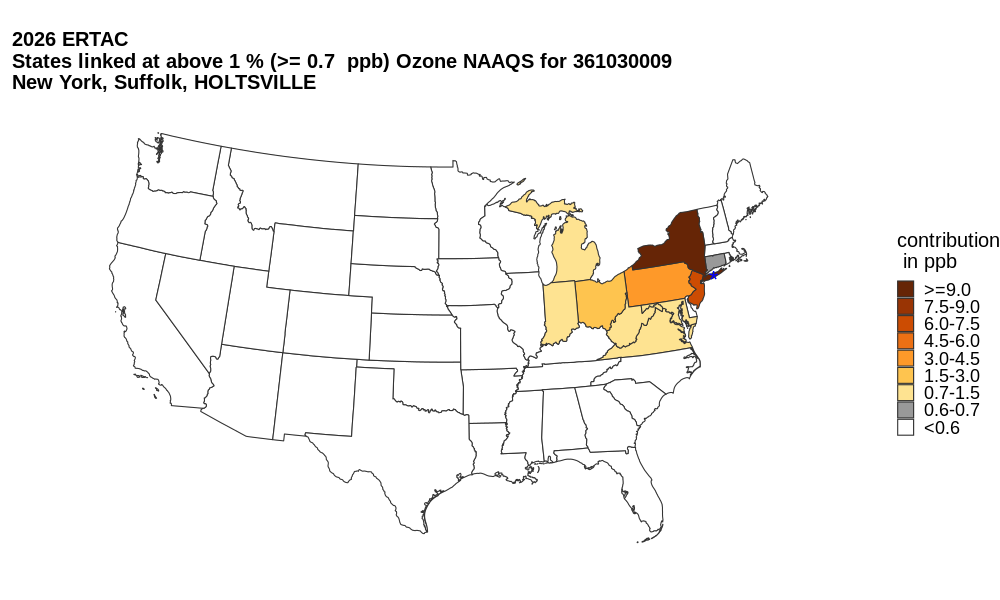 2026 ERTAC
States linked at above 1 % (>= 0.7  ppb) Ozone NAAQS for 361030009
New York, Suffolk, HOLTSVILLE
contribution
in ppb
>=9.0
7.5-9.0
6.0-7.5
4.5-6.0
3.0-4.5
1.5-3.0
0.7-1.5
0.6-0.7
<0.6